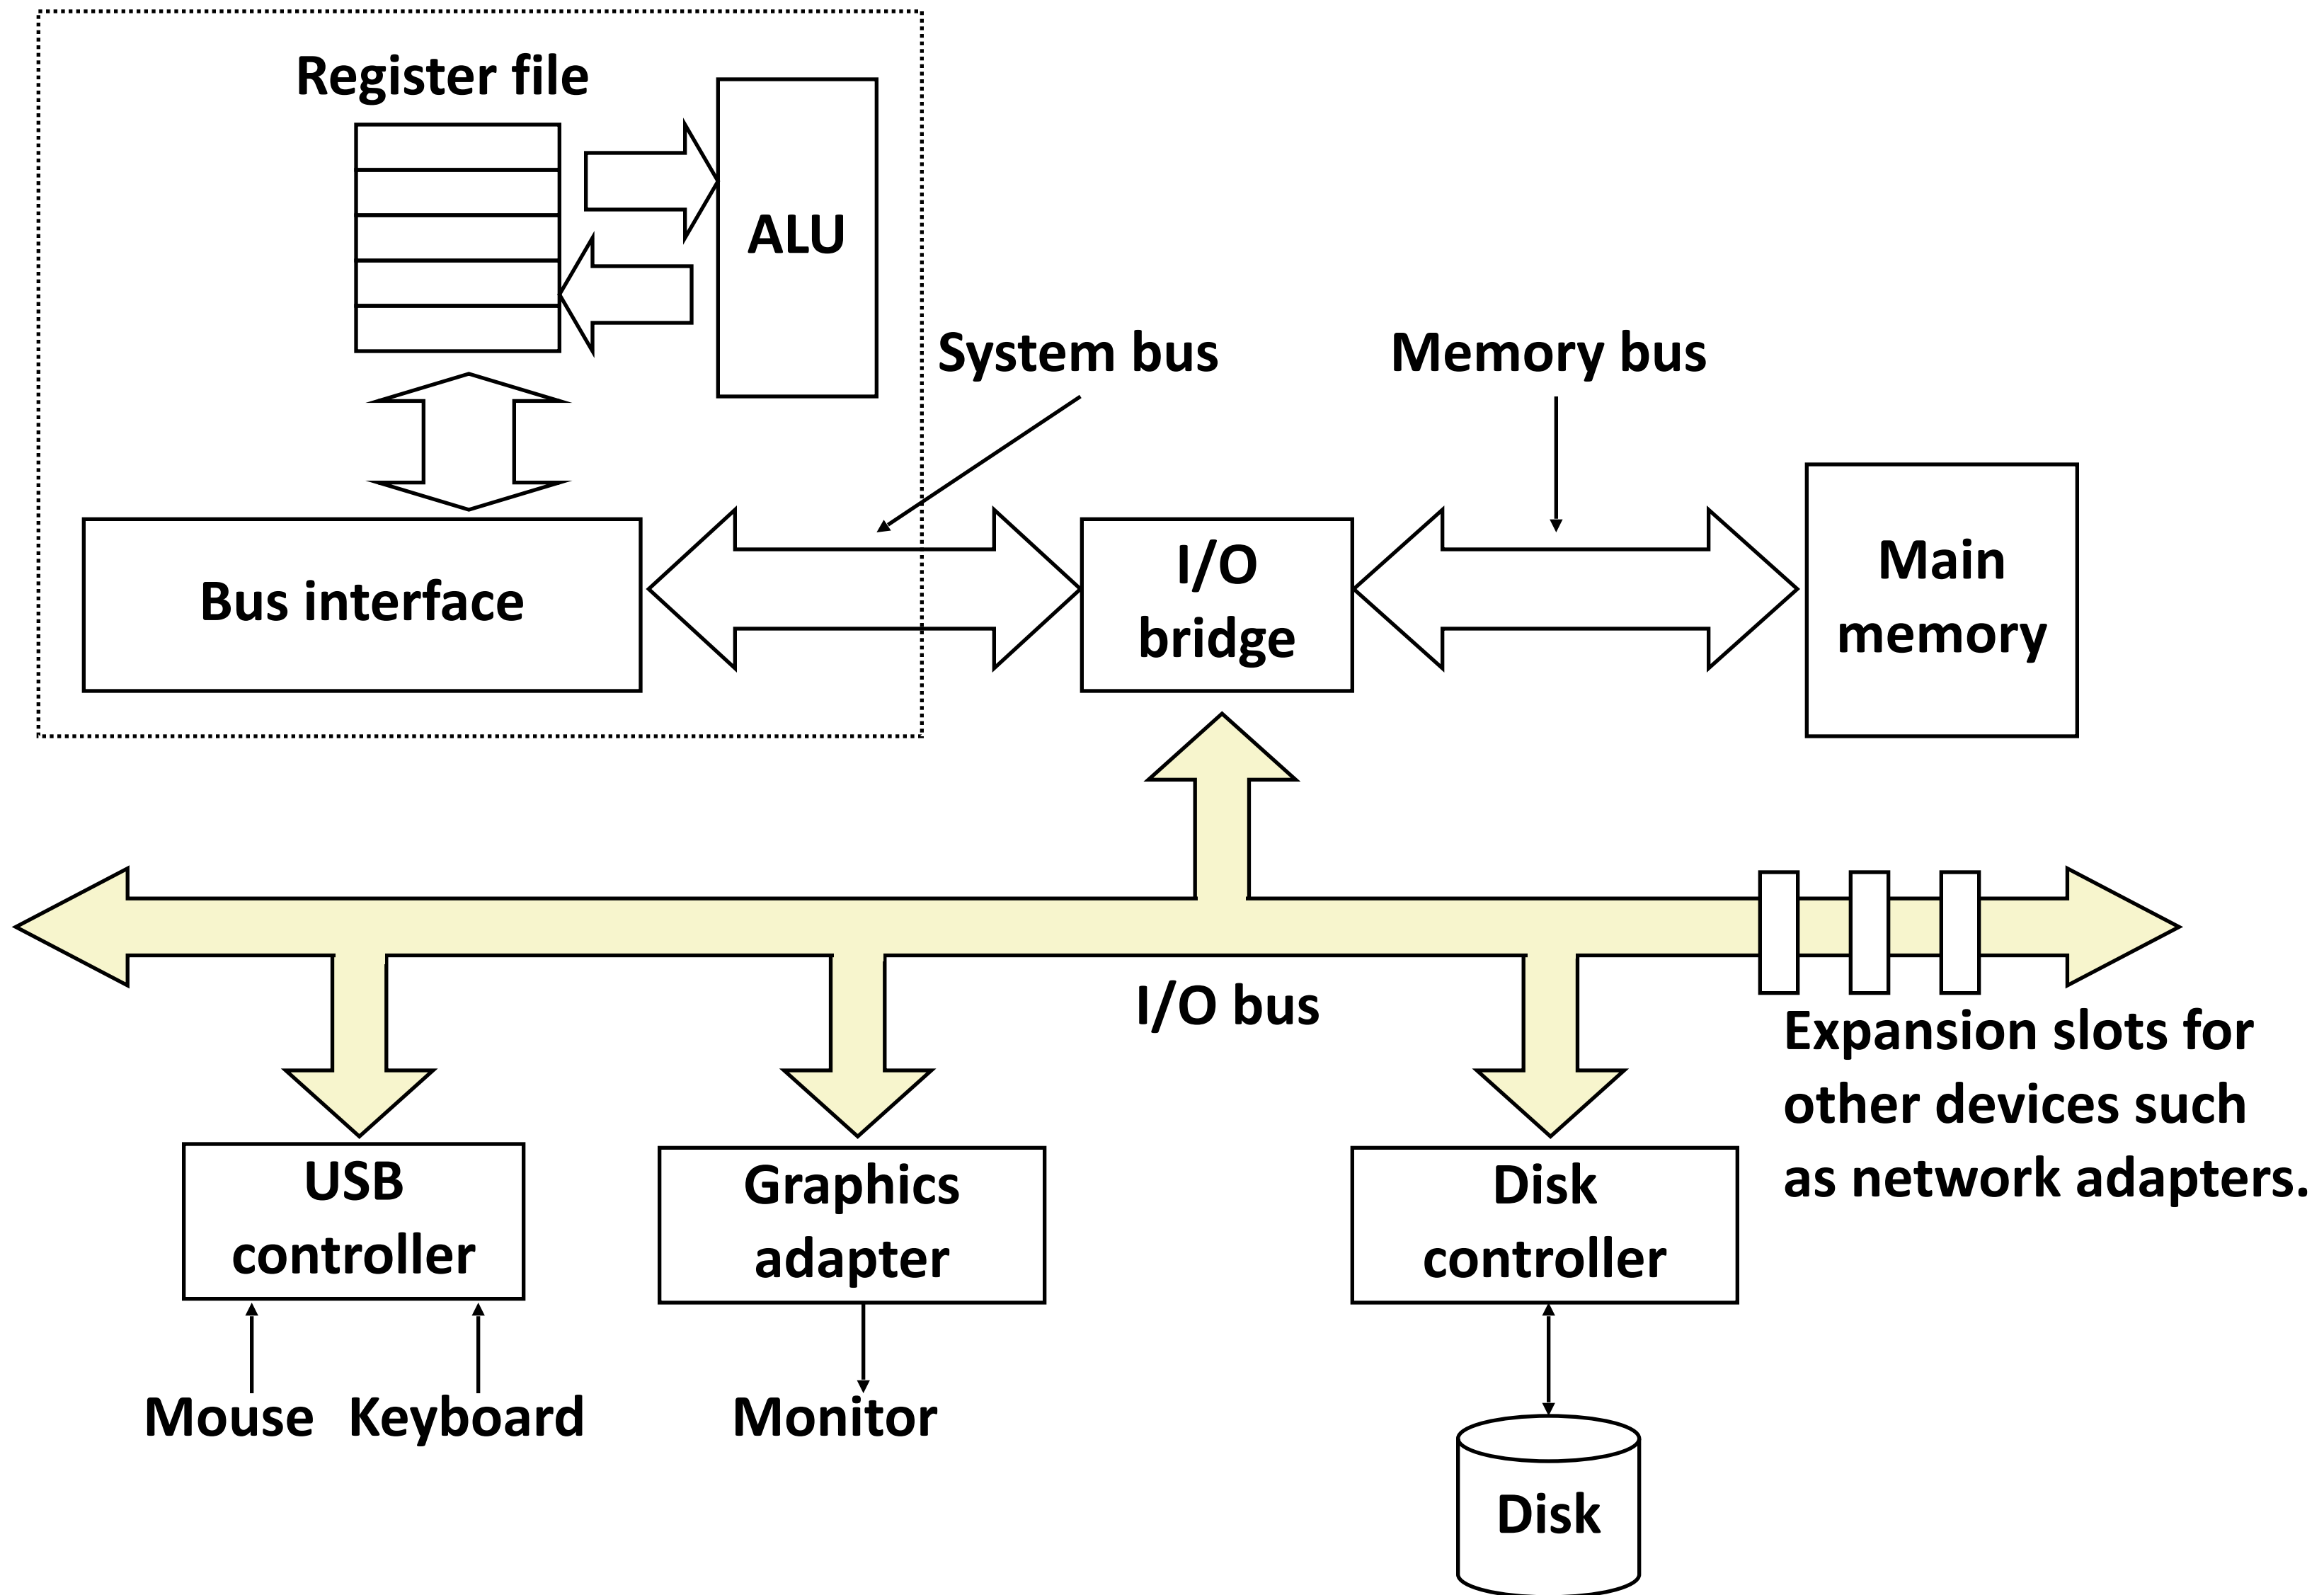 Register file
ALU
System bus
Memory bus
Bus interface
I/O
bridge
Main
memory
I/O bus
Expansion slots for
other devices such
as network adapters.
USB
controller
Graphics
adapter
Disk
controller
Mouse
Keyboard
Monitor
Disk